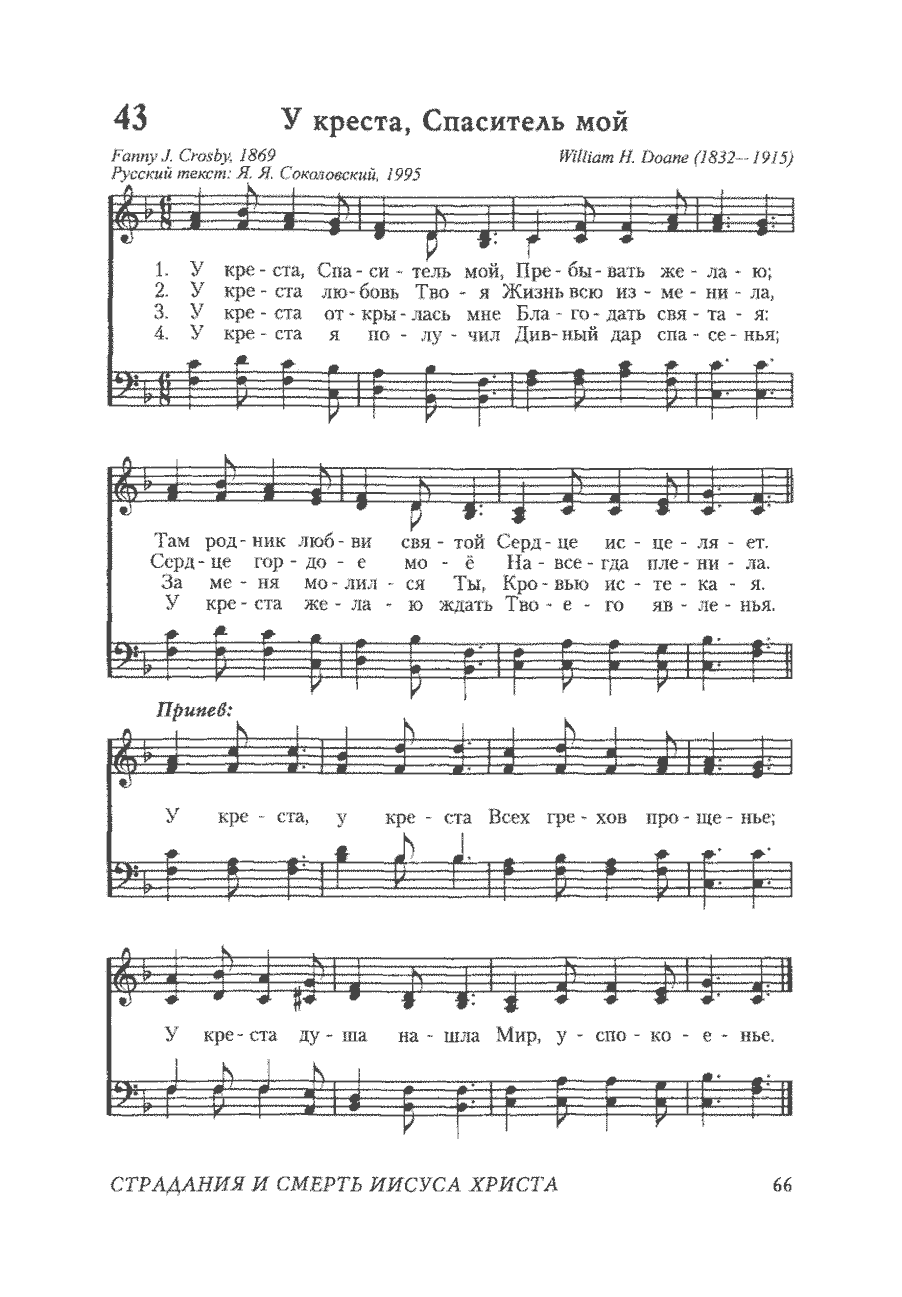 43 У креста, Спаситель мой
Fanny J. Crosby, 1869 William H. Doane (1832—1915)
Русский текст: Я. Я. Соколовский, 1995
1. У кре - ста, Спа - си - тель мой, Пре - бы - вать же - ла - ю;
2. У кре - ста лю - бовь Тво - я Жизнь всю из - ме - ни - ла,
3. У кре - ста от - кры - лась мне Бла - го - дать свя - та - я:
4. У кре - ста я по - лу - чил Див - ный дар спа - се - нья;
Там род - ник люб - ви свя - той Серд - це ис - це - ля - ет.
Серд - це гор - до - е мо - ё На - все - гда пле - ни - ла.
За ме - ня мо - лил - ся Ты, Кро - вью ис - те - ка - я.
У кре - ста же - ла - ю ждать Тво - е - го яв - ле - нья.
Припев:
У кре - ста, у кре - ста Всех гре - хов про - ще - нье;
У кре - ста ду - ша на - шла Мир, у - спо - ко - е - нье.
СТРАДАНИЯ И СМЕРТЬ ИИСУСА ХРИСТА 66